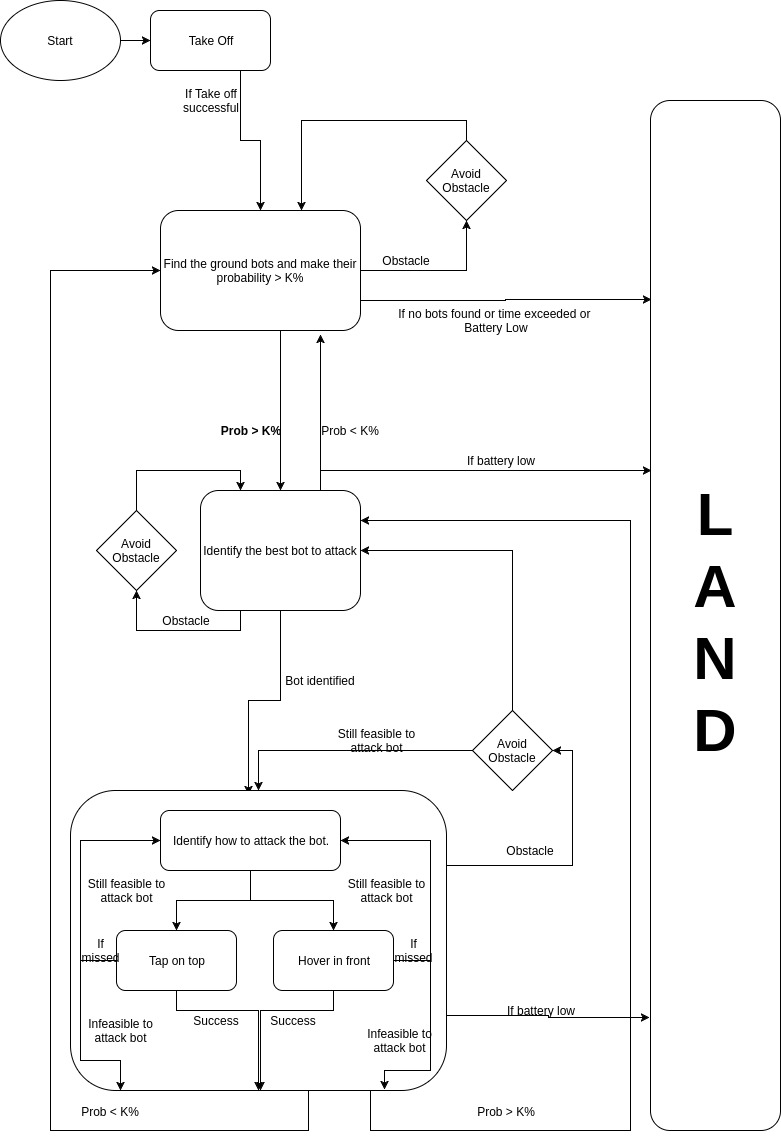 Start
Take Off
If Take off
successful
Avoid
Obstacle
Find the ground bots and make their
probability > K%
Obstacle
If no bots found or time exceeded or
Battery Low
Prob > K%
Prob < K%
If battery low
L
A
N
D
Avoid
Obstacle
Identify the best bot to attack
Obstacle
Bot identified
Still feasible to
attack bot
Avoid
Obstacle
Identify how to attack the bot.
Obstacle
Still feasible to
attack bot
Still feasible to
attack bot
If
missed
Tap on top
Hover in front
If
missed
Success
Success
If battery low
Infeasible to
attack bot
Infeasible to
attack bot
Prob < K%
Prob > K%